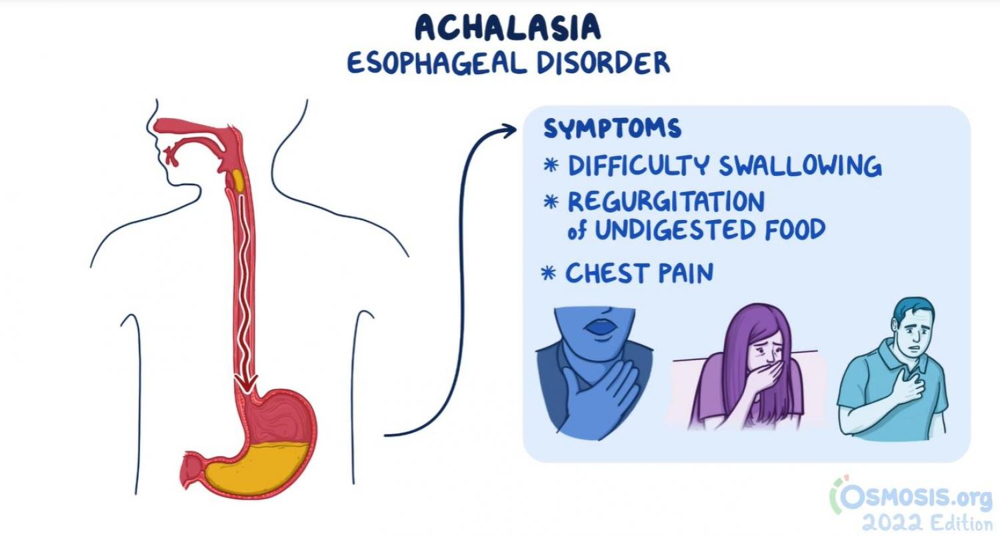 ACHALASIA
ESOPHAGEAL DISORDER
SYMPTOMS
* DIFFICULTY SWALLOWING
* REGURGITATION
of UNDIGESTED FOOD
* CHEST PAIN
OSMOSIS.org
2022 Edition